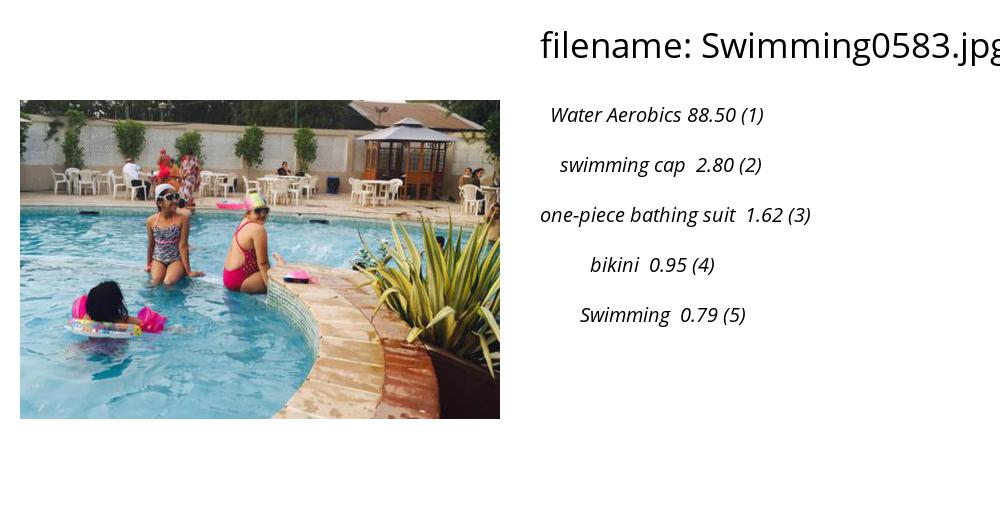 filename: Swimming0583.jpg
Water Aerobics 88.50 (1)
swimming cap 2.80 (2)
one-piece bathing suit 1.62 (3)
bikini 0.95 (4)
Swimming 0.79 (5)